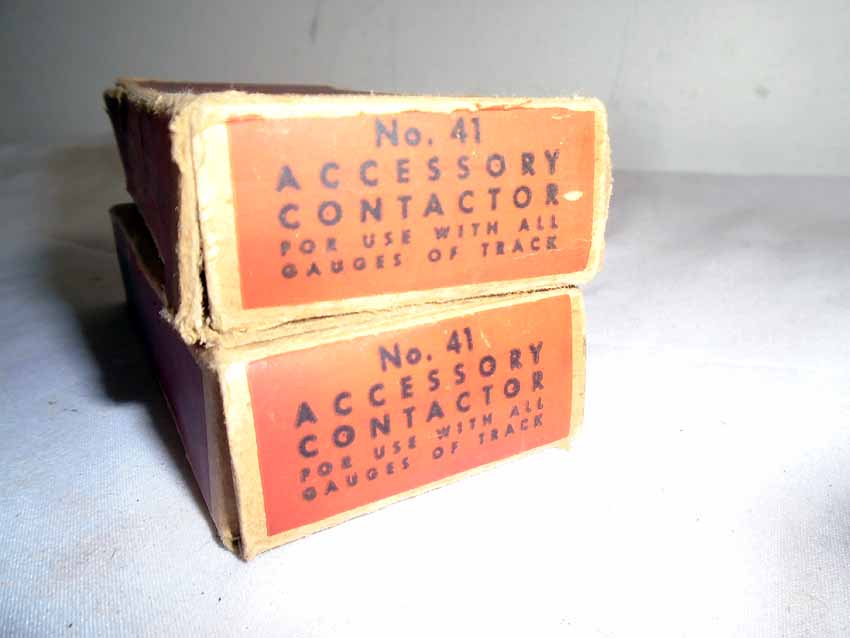 No. 41
ACCESSORY
CONTACTOR
FOR USE WITH ALL
GAUGES OF TRACK
No. 41
ACCESSORY
CONTACTOR
FOR USE WITH ALL
GAUGES OF TRACK